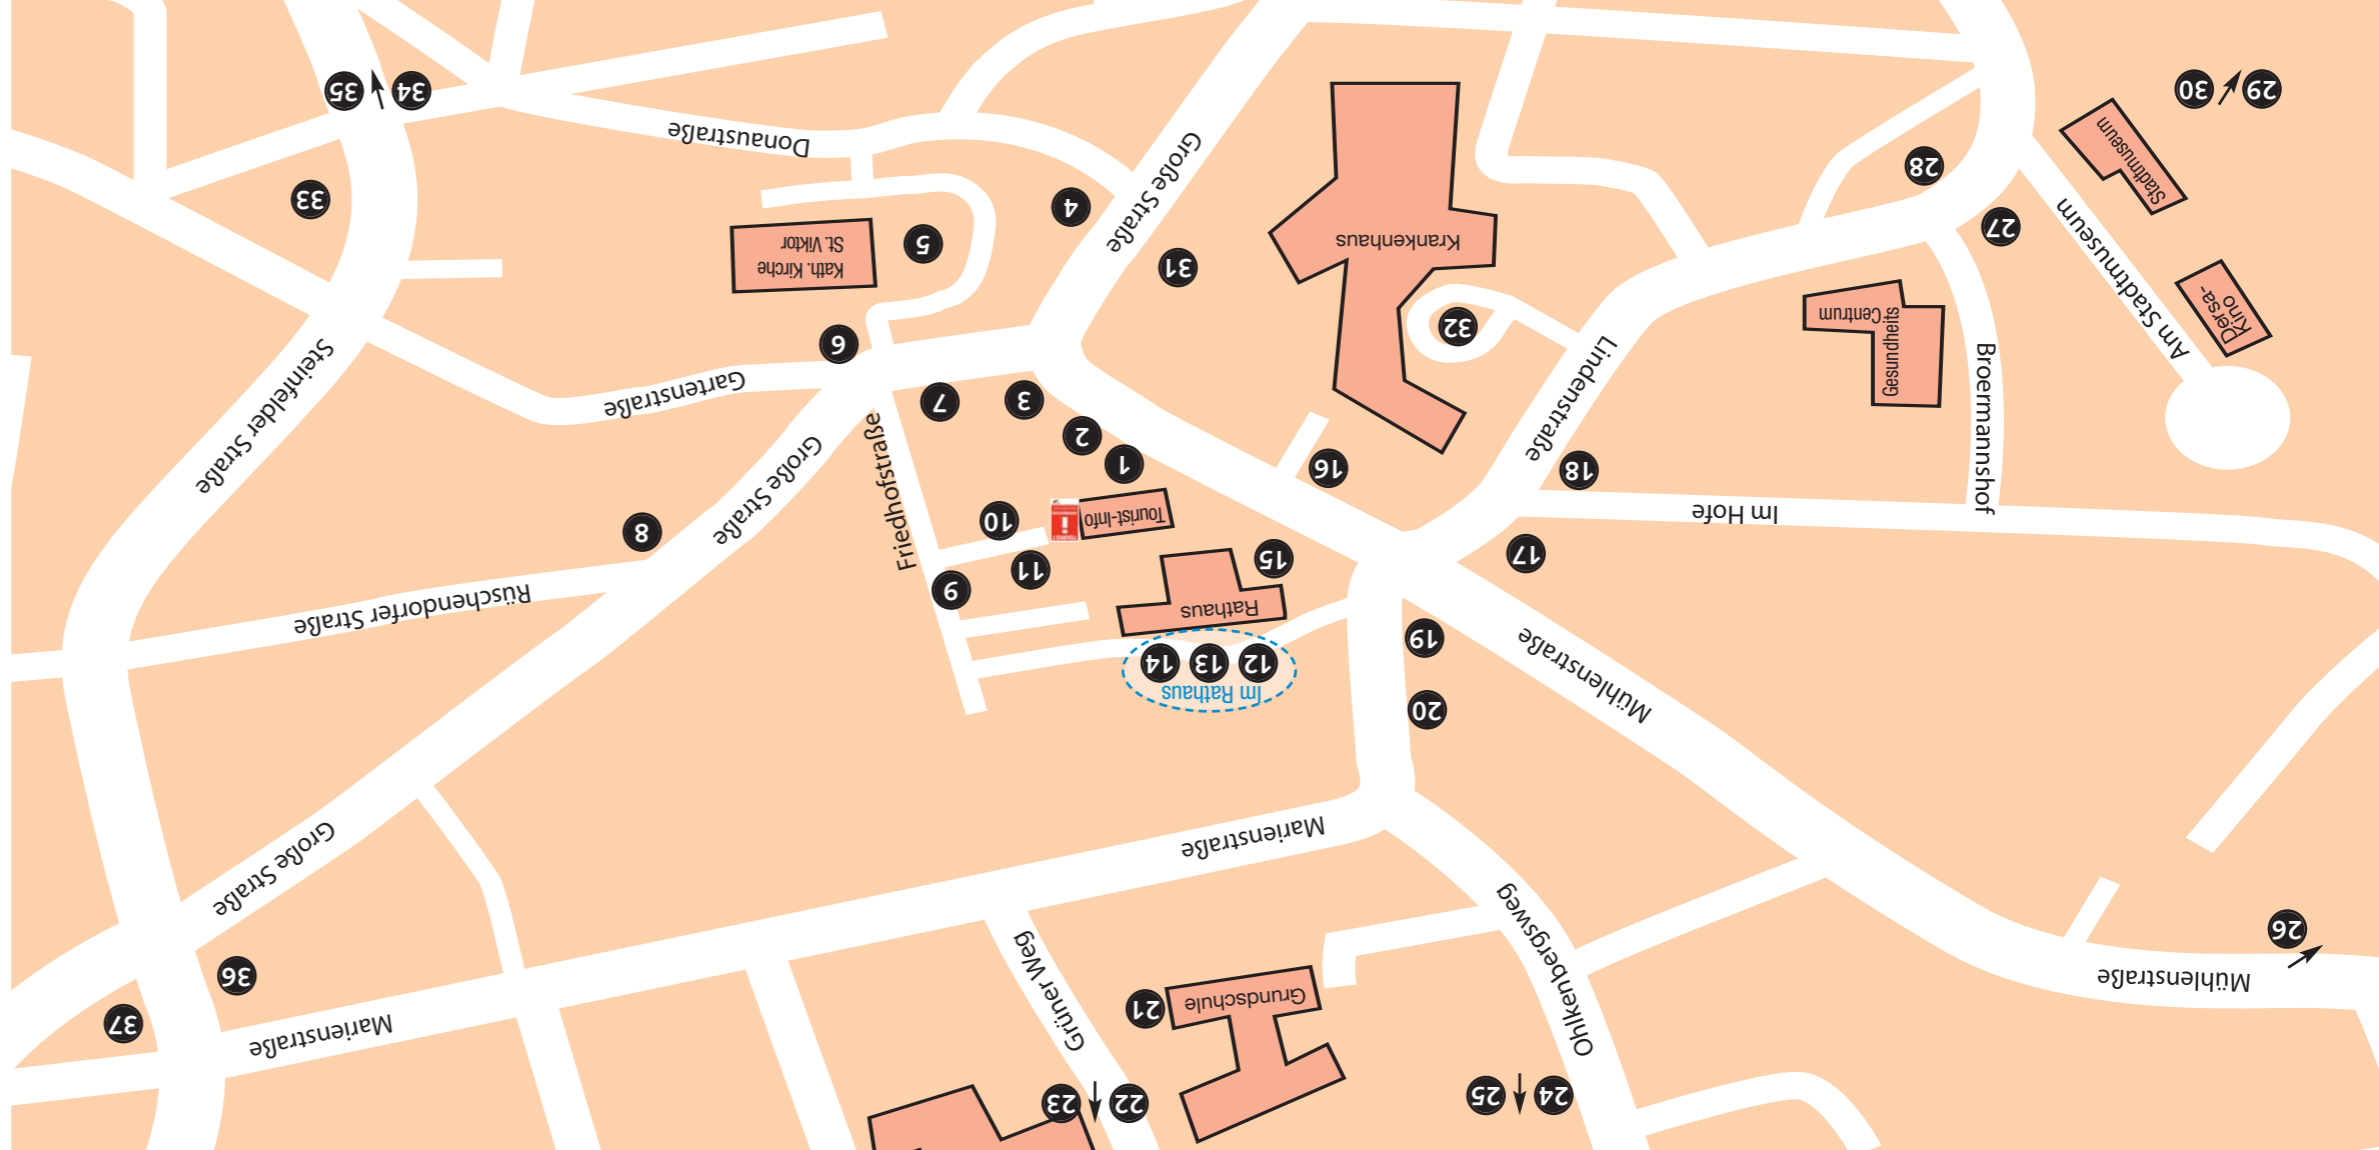 24
25
22
23
Marienstraße
37
21
Grundschule
Grüner Weg
Ohlkenbergsweg
Mühlenstraße
36
26
Große Straße
Marienstraße
20
Im Rathaus
12
13
14
Mühlenstraße
19
Rathaus
Rüschendorfer Straße
9
11
15
17
8
10
Tourist-Info
i
Im Hofe
Friedhofstraße
Große Straße
18
16
1
2
Broermannshof
Steinfelder Straße
3
7
Gartenstraße
Lindenstraße
Gesundheits
Centrum
6
32
Dersa-
Kino
Am Stadtmuseum
Kath. Kirche
St. Viktor
31
5
Krankenhaus
27
4
33
Große Straße
28
Stadtmuseum
Donaustraße
29
30
34
35